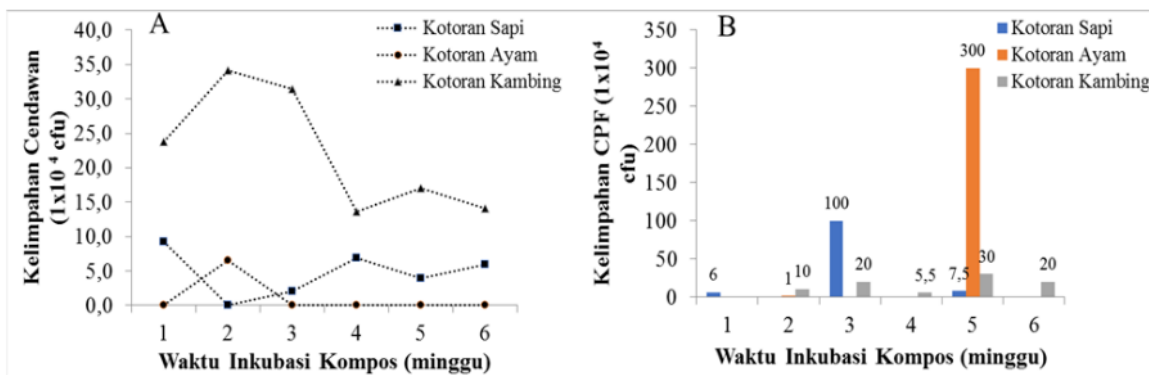 A
Kelimpahan Cendawan
(1x10 ⁴ cfu)
40,0
35,0
30,0
25,0
20,0
15,0
10,0
5,0
0,0
Kotoran Sapi
Kotoran Ayam
Kotoran Kambing
1 2 3 4 5 6
Waktu Inkubasi Kompos (minggu)
B
Kelimpahan CPF (1x10⁴
cfu)
350
300
250
200
150
100
50
0
Kotoran Sapi
Kotoran Ayam
Kotoran Kambing
6 1 10 100 20 5,5 7,5 300 30 20
1 2 3 4 5 6
Waktu Inkubasi Kompos (minggu)